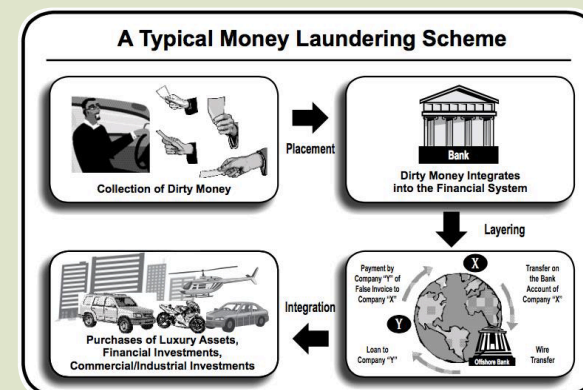 A Typical Money Laundering Scheme
Collection of Dirty Money
Placement
Bank
Dirty Money Integrates
into the Financial System
Layering
X
Transfer on
the Bank
Account of
Company "X"
Wire
Transfer
Offshore Bank
Loan to
Company "Y"
Y
Payment by
Company "Y" of
False Invoice to
Company "X"
Integration
Purchases of Luxury Assets,
Financial Investments,
Commercial/Industrial Investments